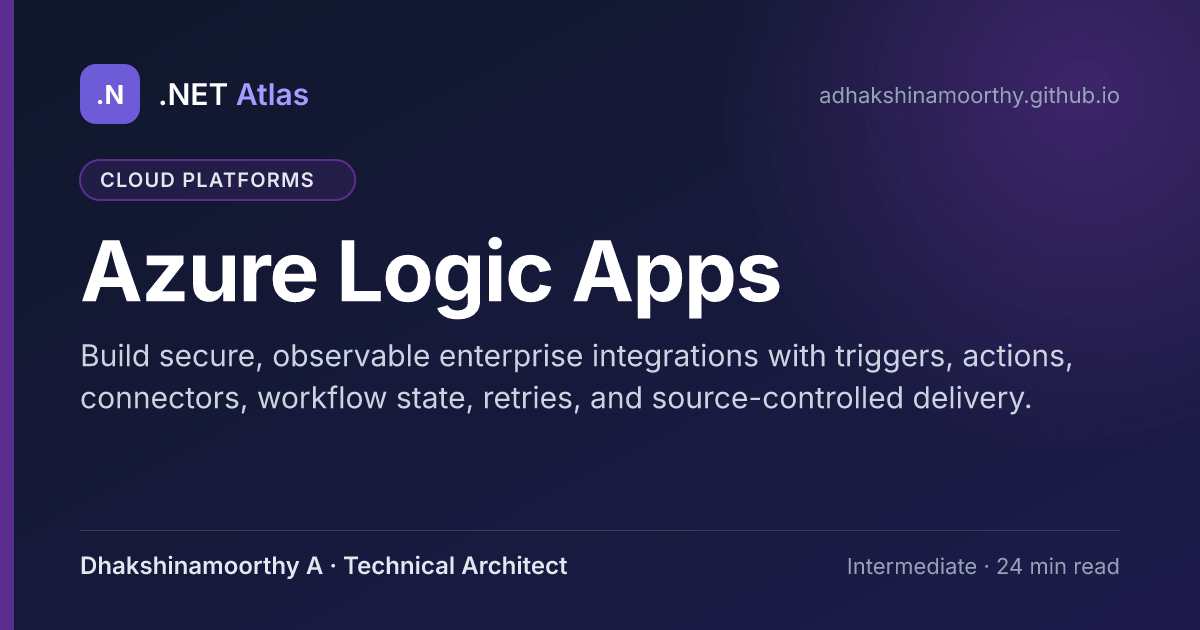 .N .NET Atlas
adhakshinamoorthy.github.io
CLOUD PLATFORMS
Azure Logic Apps
Build secure, observable enterprise integrations with triggers, actions,
connectors, workflow state, retries, and source-controlled delivery.
Dhakshinamoorthy A · Technical Architect
Intermediate · 24 min read